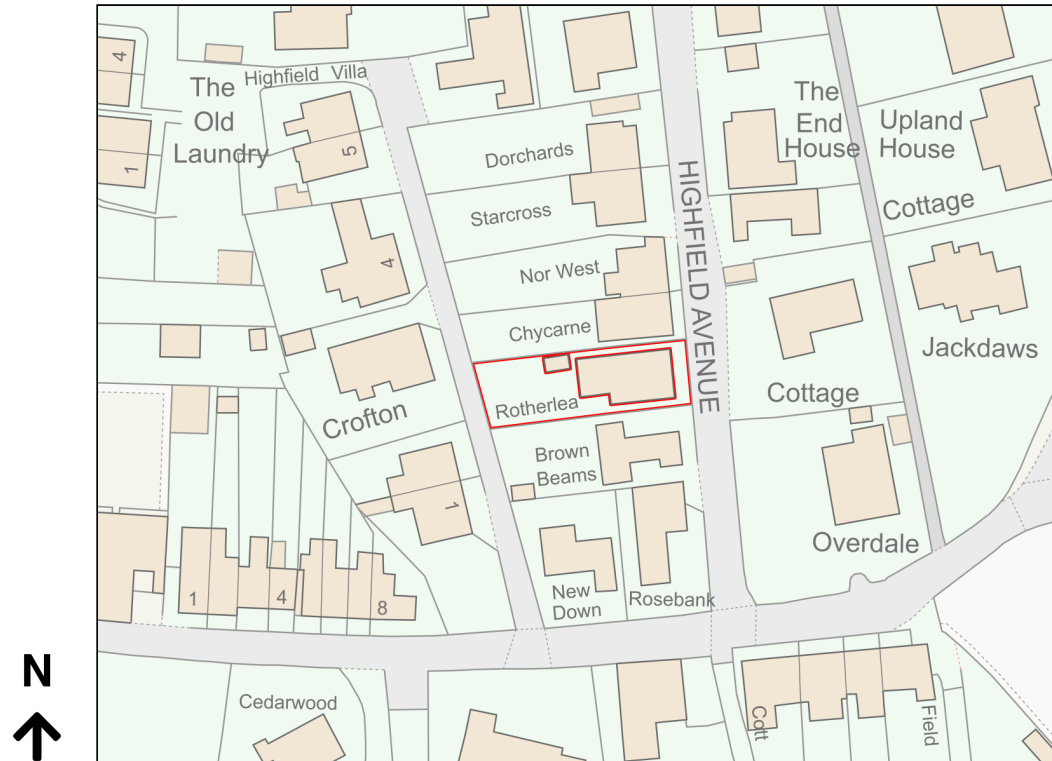 4
The
Old
Laundry
1
Highfield Villa
5
4
Dorchards
Starcross
Nor West
Chycarne
Rotherlea
Brown
Beams
New
Down
Rosebank
HIGHFIELD AVENUE
The
End
House
Upland
House
Cottage
Jackdaws
Cottage
Overdale
Crofton
1
1
4
8
Cedarwood
Cott
Field
N